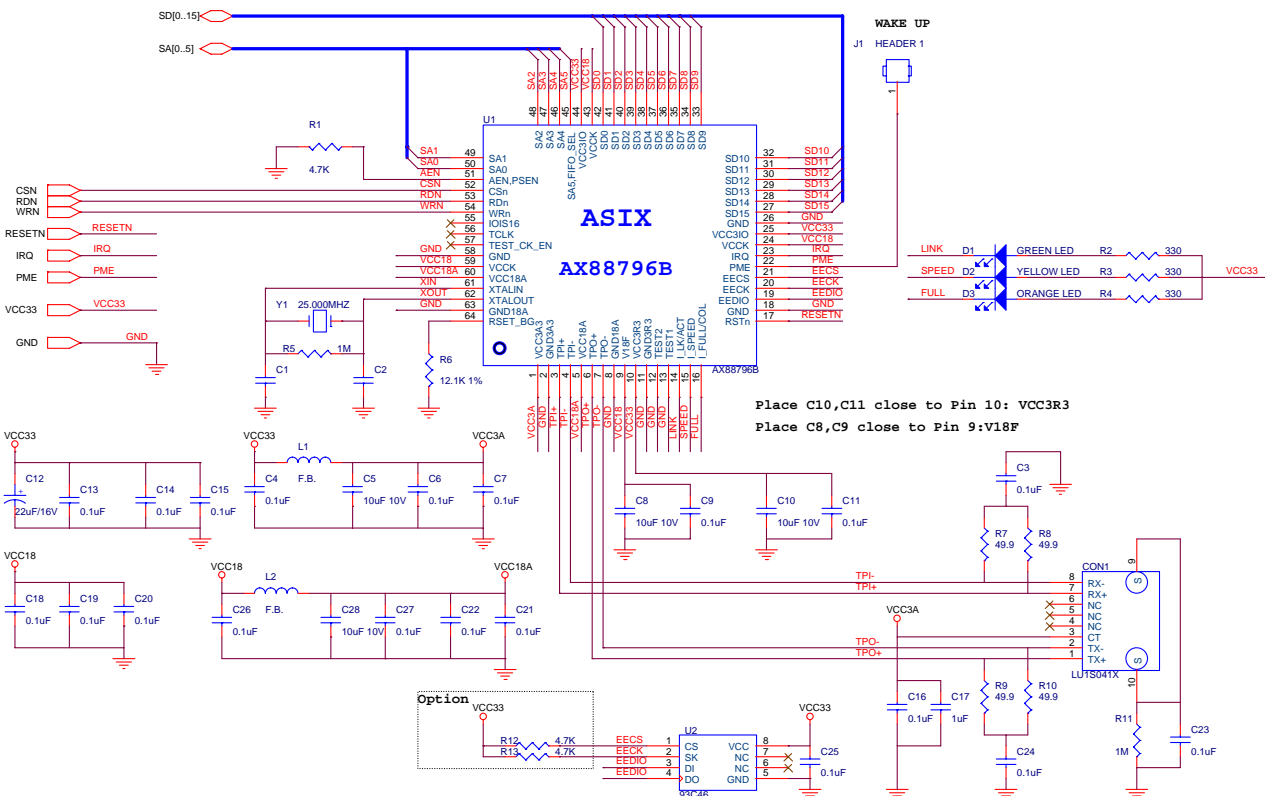 SD[0..15]
SA[0..5]
WAKE UP
J1 HEADER 1
1
SA2 SA3 SA4 SA5 VCC33 VCC18 SD0 SD1 SD2 SD3 SD4 SD5 SD6 SD7 SD8 SD9
48 47 46 45 44 43 42 41 40 39 38 37 36 35 34 33
U1
SA2 SA3 SA4 SA5,FIFO_SEL VCC3IO VCCK SD0 SD1 SD2 SD3 SD4 SD5 SD6 SD7 SD8 SD9
R1
4.7K
SA1 49 SA1
SA0 50 SA0
AEN 51 AEN,PSEN
CSN 52 CSn
RDN 53 RDn
WRN 54 WRn
55 IOIS16
56 TCLK
57 TEST_CK_EN
GND 58 GND
VCC18 59 VCCK
VCC18A 60 VCC18A
XIN 61 XTALIN
XOUT 62 XTALOUT
GND 63 GND18A
64 RSET_BG
ASIX
AX88796B
SD10 32 SD10
SD11 31 SD11
SD12 30 SD12
SD13 29 SD13
SD14 28 SD14
SD15 27 SD15
GND 26 GND
VCC3IO 25 VCC33
VCCK 24 VCC18
IRQ 23 IRQ
PME 22 PME
EECS 21 EECS
EECK 20 EECK
EEDIO 19 EEDIO
GND 18 GND
RSTn 17 RESETN
CSN
RDN
WRN
RESETN RESETN
IRQ IRQ
PME PME
VCC33 VCC33
GND GND
Y1 25.000MHZ
R5 1M
C1
C2
R6
12.1K 1%
LINK D1 GREEN LED R2 330
SPEED D2 YELLOW LED R3 330 VCC33
FULL D3 ORANGE LED R4 330
VCC3A3 GND3A3 TPI+ TPI- VCC18A TPO+ TPO- GND18A V18F VCC3R3 GND3R3 TEST2 TEST1 I_LK/ACT I_SPEED I_FULL/COL
AX88796B
1 2 3 4 5 6 7 8 9 10 11 12 13 14 15 16
VCC3A GND TPI+ TPI- VCC18A TPO+ TPO- GND VCC18 VCC33 GND GND GND LINK SPEED FULL
Place C10,C11 close to Pin 10: VCC3R3
Place C8,C9 close to Pin 9:V18F
VCC33
C12
22uF/16V
+
C13
0.1uF
C14
0.1uF
C15
0.1uF
VCC33
L1
F.B.
VCC3A
C4
0.1uF
C5
10uF 10V
C6
0.1uF
C7
0.1uF
C8
10uF 10V
C9
0.1uF
C10
10uF 10V
C11
0.1uF
C3
0.1uF
R7
49.9
R8
49.9
VCC18
C18
0.1uF
C19
0.1uF
C20
0.1uF
VCC18
L2
F.B.
VCC18A
C26
0.1uF
C28
10uF 10V
C27
0.1uF
C22
0.1uF
C21
0.1uF
CON1
TPI- 8 RX-
TPI+ 7 RX+
6 NC
5 NC
4 NC
3 CT
TPO- 2 TX-
TPO+ 1 TX+
9
S
S
10
LU1S041X
VCC3A
C16
0.1uF
C17
1uF
R9
49.9
R10
49.9
C24
0.1uF
R11
1M
C23
0.1uF
Option
VCC33
R12 4.7K
R13 4.7K
U2
EECS 1 CS
EECK 2 SK
EEDIO 3 DI
EEDIO 4 DO
VCC 8
NC 7
NC 6
GND 5
93C46
VCC33
C25
0.1uF